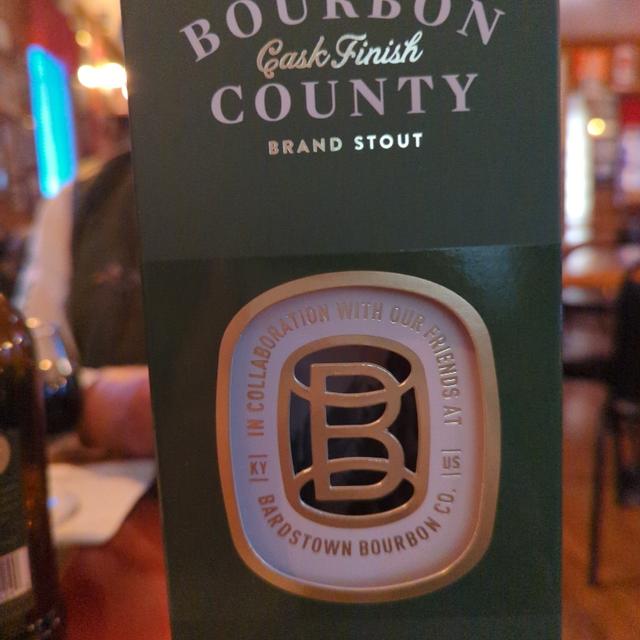 BOURBON
Cask Finish
COUNTY
BRAND STOUT
IN COLLABORATION WITH OUR FRIENDS AT
B
KY
US
BARDSTOWN BOURBON CO.